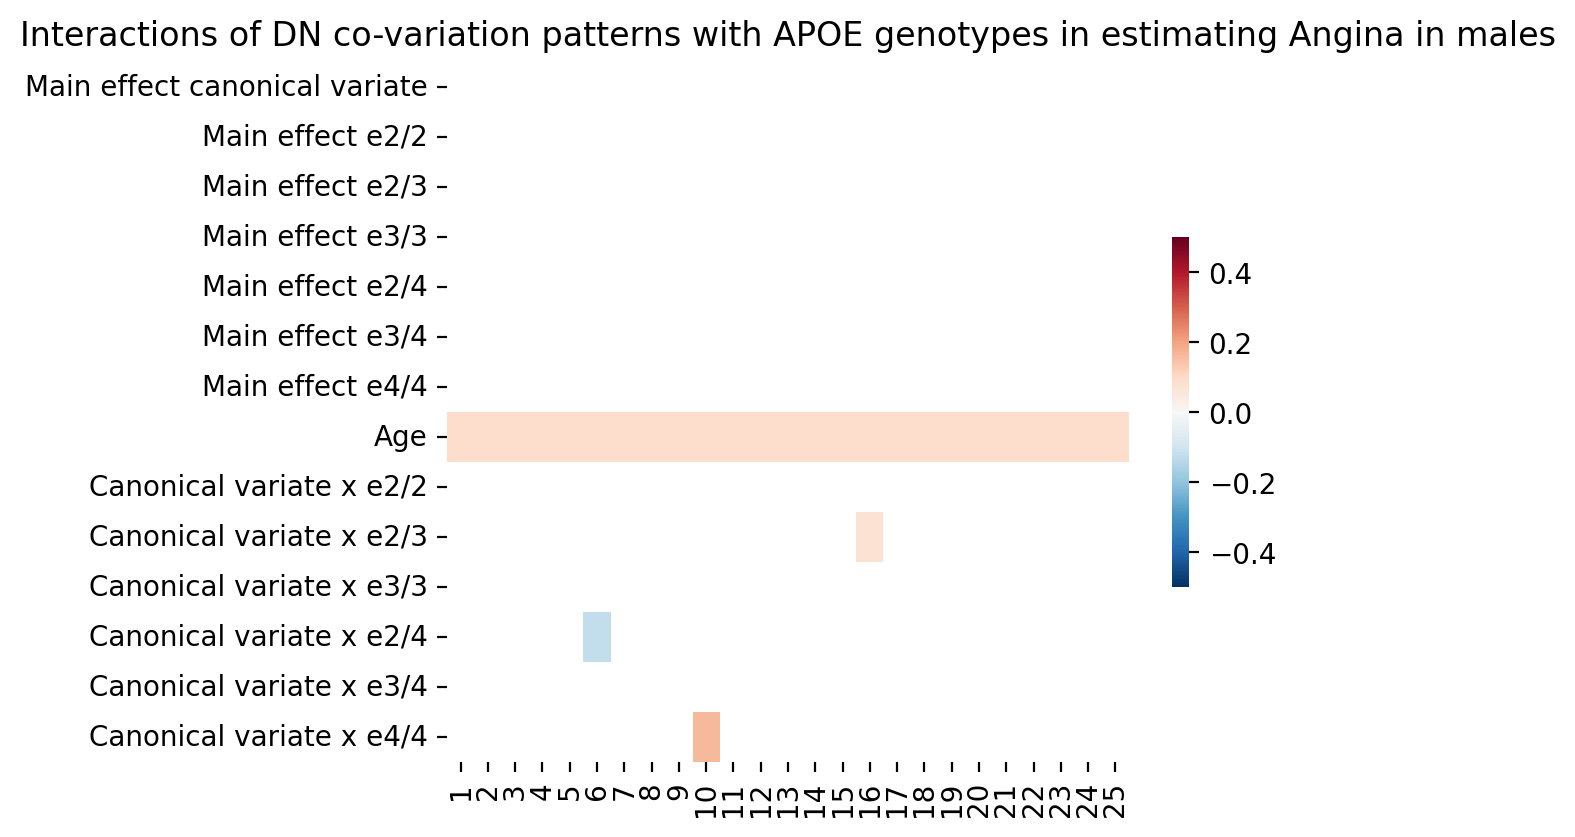 Interactions of DN co-variation patterns with APOE genotypes in estimating Angina in males
Main effect canonical variate
Main effect e2/2
Main effect e2/3
Main effect e3/3
Main effect e2/4
Main effect e3/4
Main effect e4/4
Age
Canonical variate x e2/2
Canonical variate x e2/3
Canonical variate x e3/3
Canonical variate x e2/4
Canonical variate x e3/4
Canonical variate x e4/4
1
2
3
4
5
6
7
8
9
10
11
12
13
14
15
16
17
18
19
20
21
22
23
24
25
0.4
0.2
0.0
−0.2
−0.4